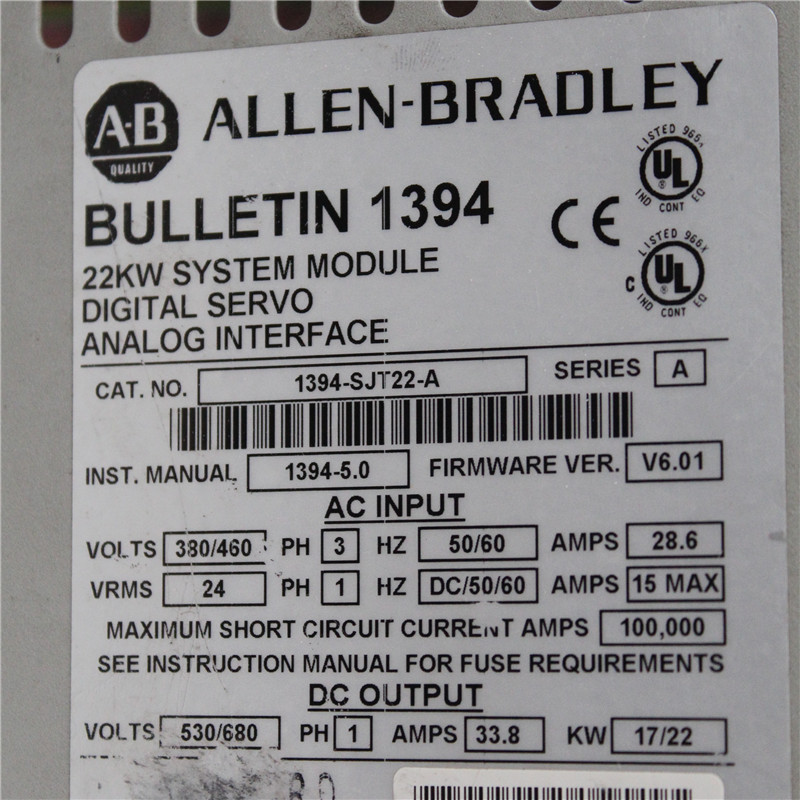 A-B QUALITY ALLEN-BRADLEY
LISTED 966X
UL
®
IND CONT EQ
BULLETIN 1394 CE
22KW SYSTEM MODULE
LISTED 966X
C UL
®
IND CONT EQ
DIGITAL SERVO
ANALOG INTERFACE
CAT. NO. 1394-SJT22-A SERIES A
INST. MANUAL 1394-5.0 FIRMWARE VER. V6.01
AC INPUT
VOLTS 380/460 PH 3 HZ 50/60 AMPS 28.6
VRMS 24 PH 1 HZ DC/50/60 AMPS 15 MAX
MAXIMUM SHORT CIRCUIT CURRENT AMPS 100,000
SEE INSTRUCTION MANUAL FOR FUSE REQUIREMENTS
DC OUTPUT
VOLTS 530/680 PH 1 AMPS 33.8 KW 17/22